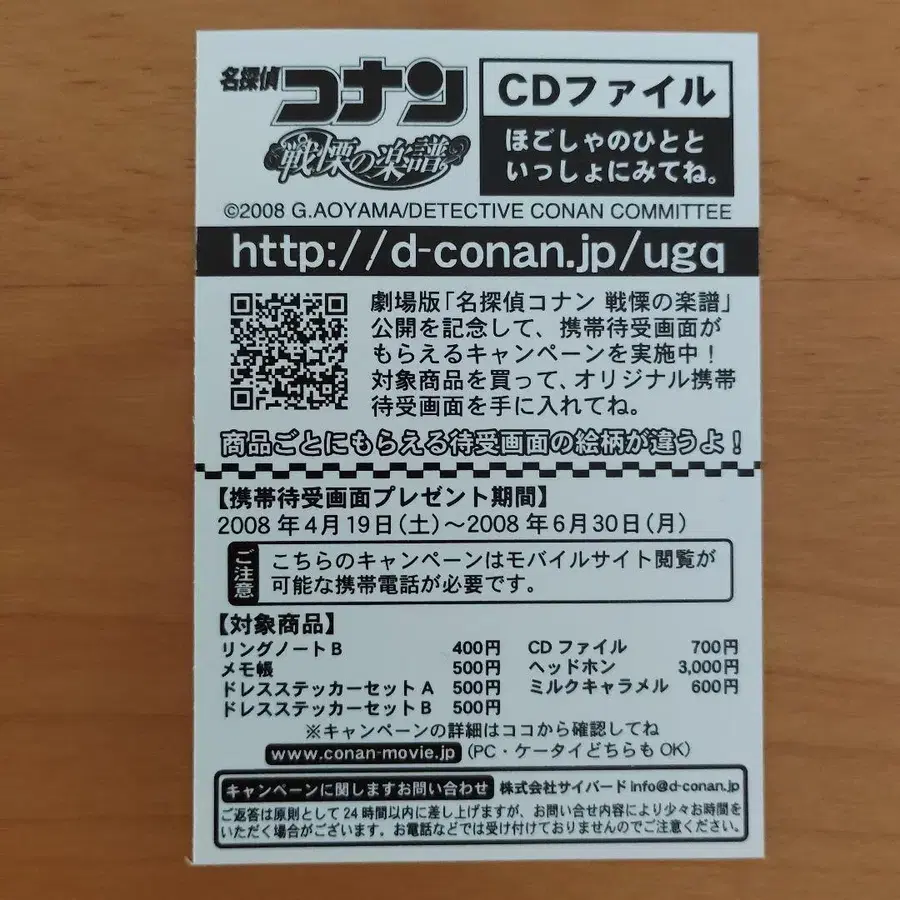 名探偵
コナン
戦慄の楽譜
CDファイル
ほごしゃのひとと
いっしょにみてね。
©2008 G.AOYAMA/DETECTIVE CONAN COMMITTEE
http://d-conan.jp/ugq
劇場版「名探偵コナン 戦慄の楽譜」
公開を記念して、携帯待受画面が
もらえるキャンペーンを実施中！
対象商品を買って、オリジナル携帯
待受画面を手に入れてね。
商品ごとにもらえる待受画面の絵柄が違うよ！
【携帯待受画面プレゼント期間】
2008年4月19日(土)～2008年6月30日(月)
ご注意
こちらのキャンペーンはモバイルサイト閲覧が
可能な携帯電話が必要です。
【対象商品】
リングノートB 400円
メモ帳 500円
ドレスステッカーセットA 500円
ドレスステッカーセットB 500円
CDファイル 700円
ヘッドホン 3,000円
ミルクキャラメル 600円
※キャンペーンの詳細はココから確認してね
www.conan-movie.jp (PC・ケータイどちらもOK)
キャンペーンに関しますお問い合わせ 株式会社サイバード info@d-conan.jp
ご返答は原則として24時間以内に差し上げますが、お問い合せ内容により少々お時間を
いただく場合がございます。お電話などでは受け付けておりませんのでご注意ください。